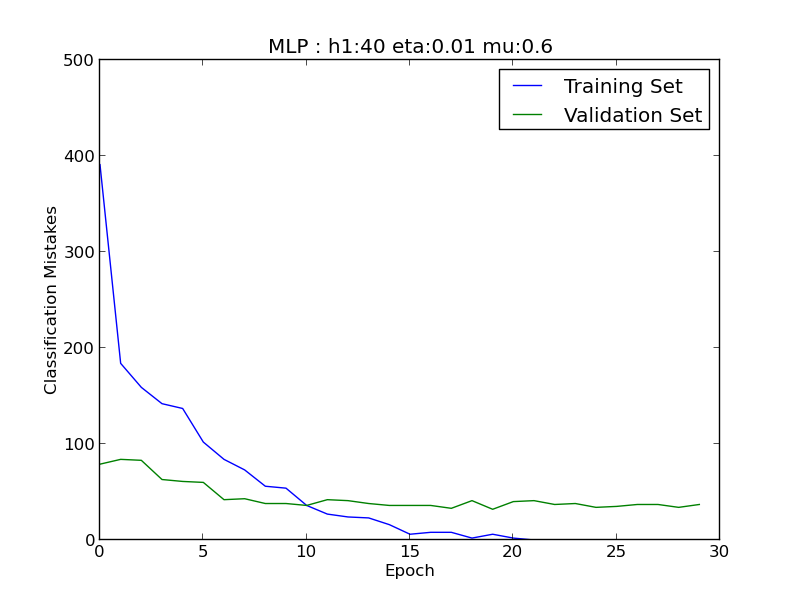 MLP : h1:40 eta:0.01 mu:0.6
500
400
300
200
100
0
Classification Mistakes
Training Set
Validation Set
0 5 10 15 20 25 30
Epoch